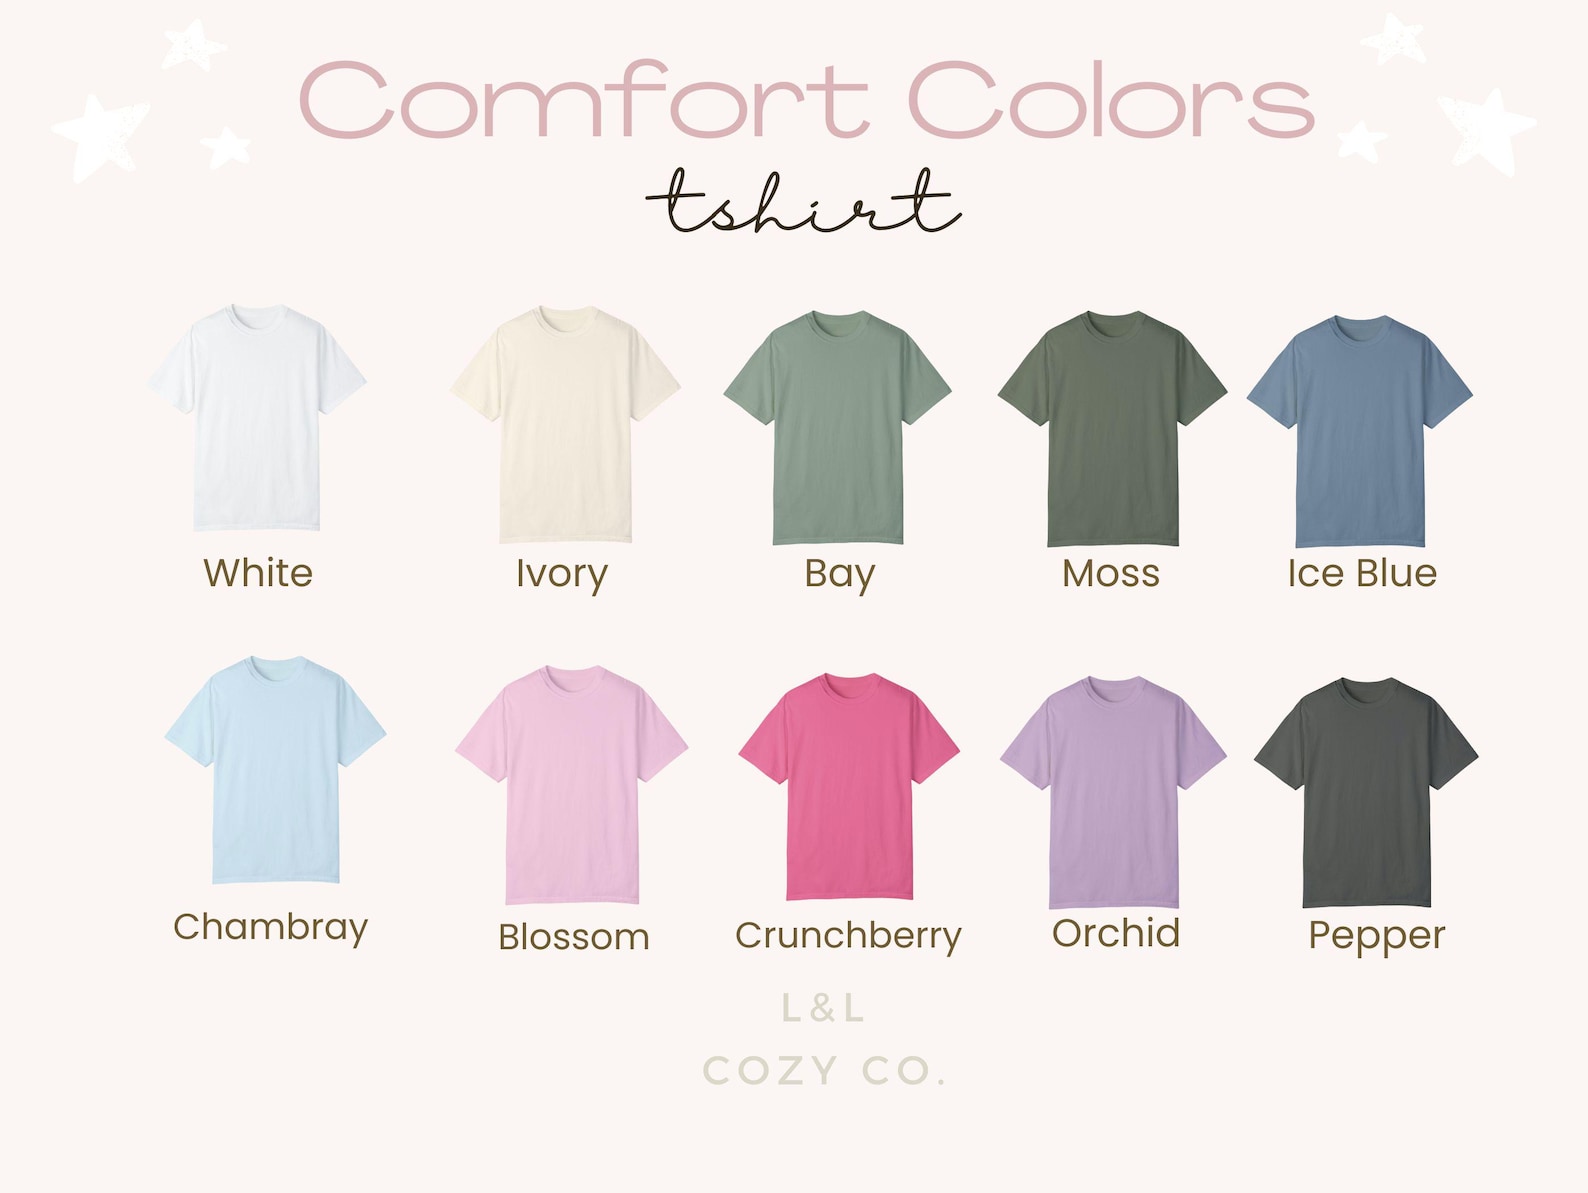 Comfort Colors
tshirt
White
Ivory
Bay
Moss
Ice Blue
Chambray
Blossom
Crunchberry
Orchid
Pepper
L&L
COZY CO.